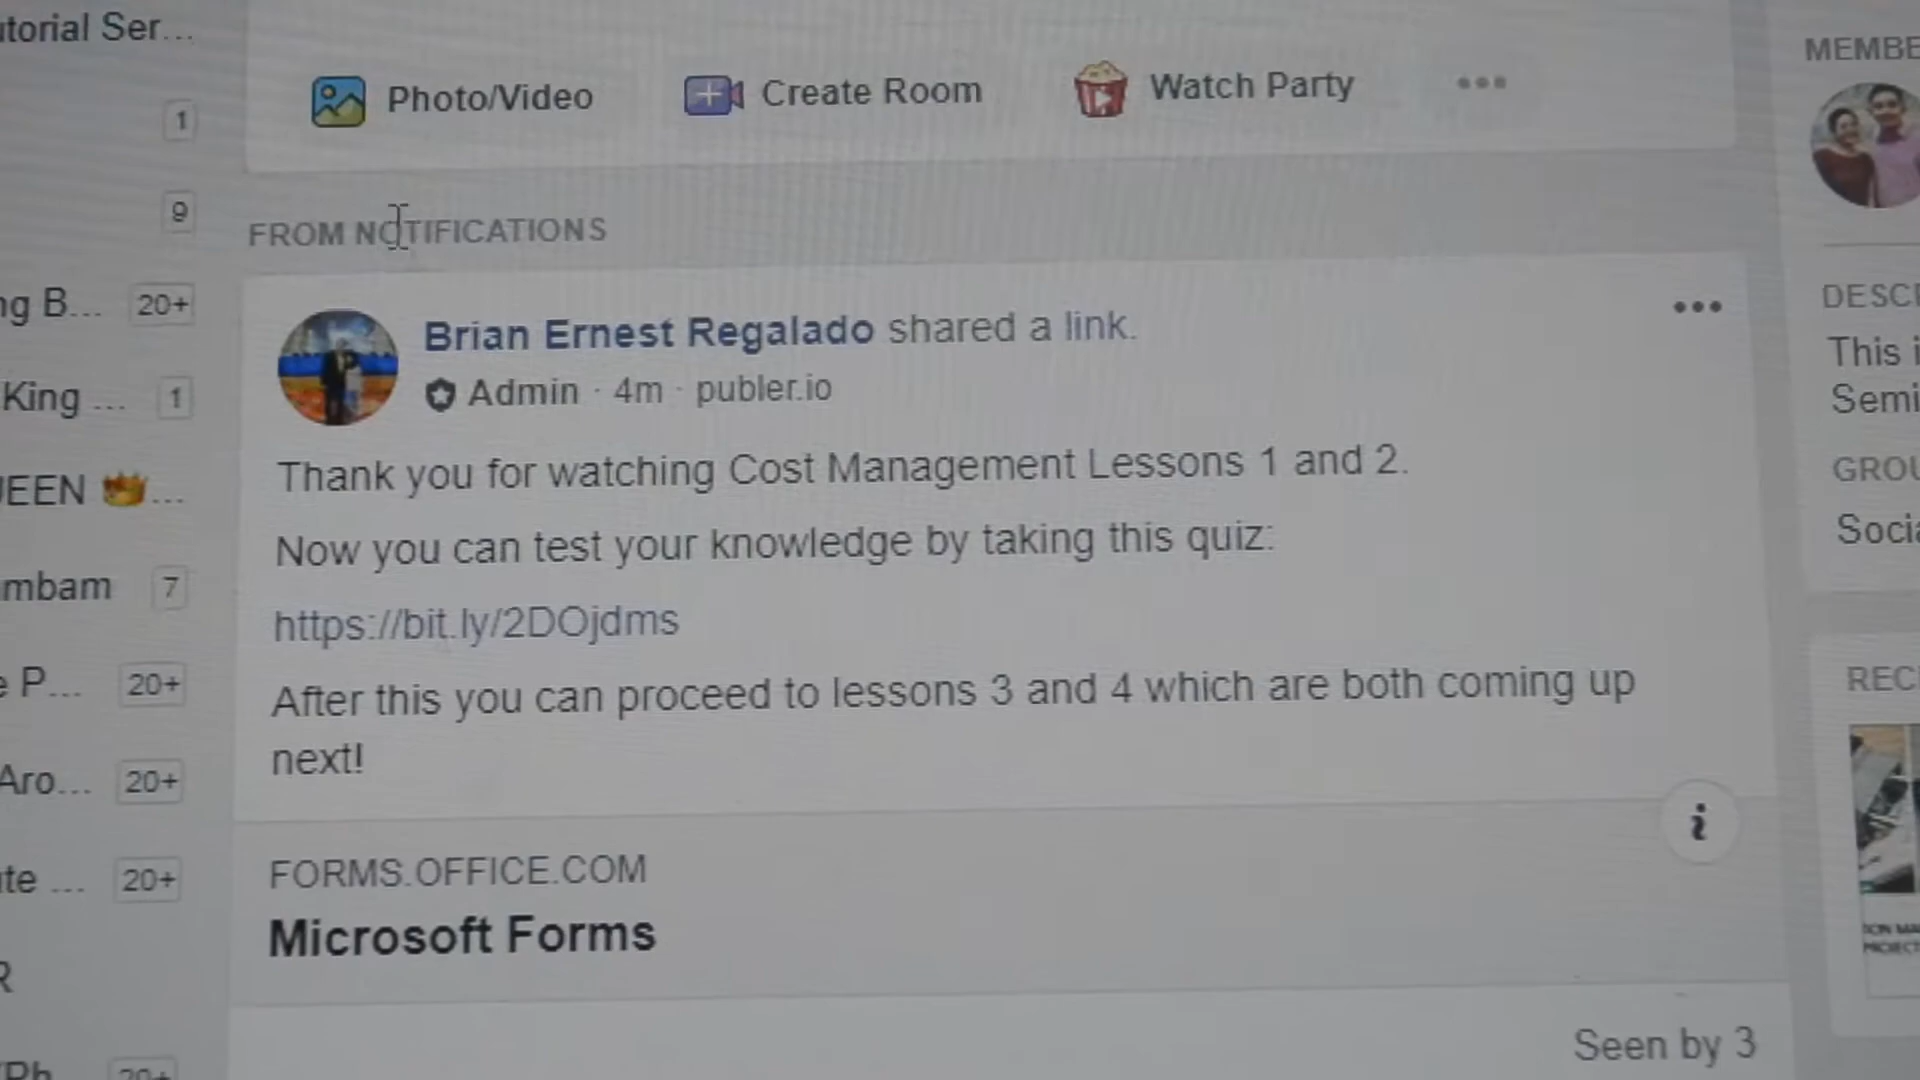 utorial Ser...
1
9
ng B... 20+
King ... 1
EEN ...
mbam 7
e P... 20+
Aro... 20+
ate ... 20+
R
Photo/Video Create Room Watch Party
FROM NOTIFICATIONS
Brian Ernest Regalado shared a link.
Admin · 4m · publer.io
Thank you for watching Cost Management Lessons 1 and 2.
Now you can test your knowledge by taking this quiz:
https://bit.ly/2DOjdms
After this you can proceed to lessons 3 and 4 which are both coming up
next!
FORMS.OFFICE.COM
Microsoft Forms
Seen by 3
MEMBE
DESC
This i
Semi
GROU
Socia
REC